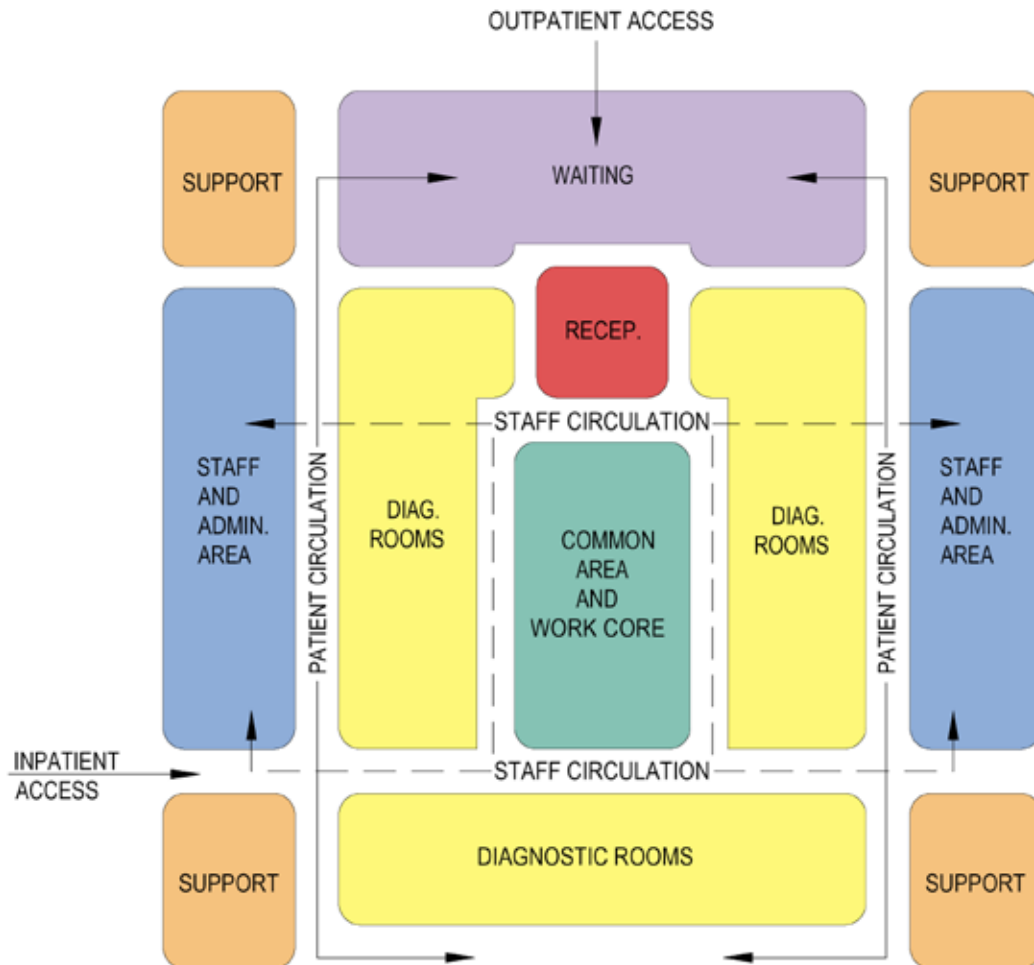 OUTPATIENT ACCESS
SUPPORT
WAITING
SUPPORT
RECEP.
STAFF CIRCULATION
STAFF
AND
ADMIN.
AREA
PATIENT CIRCULATION
DIAG.
ROOMS
COMMON
AREA
AND
WORK CORE
DIAG.
ROOMS
PATIENT CIRCULATION
STAFF
AND
ADMIN.
AREA
INPATIENT
ACCESS
STAFF CIRCULATION
SUPPORT
DIAGNOSTIC ROOMS
SUPPORT